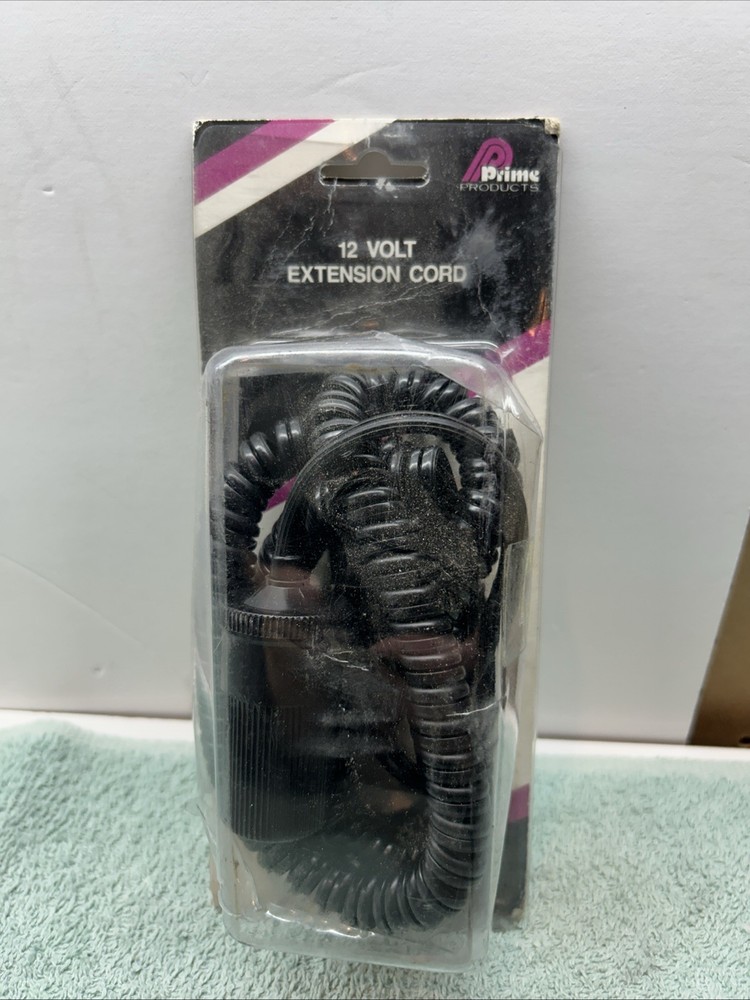 Prime
PRODUCTS
12 VOLT
EXTENSION CORD